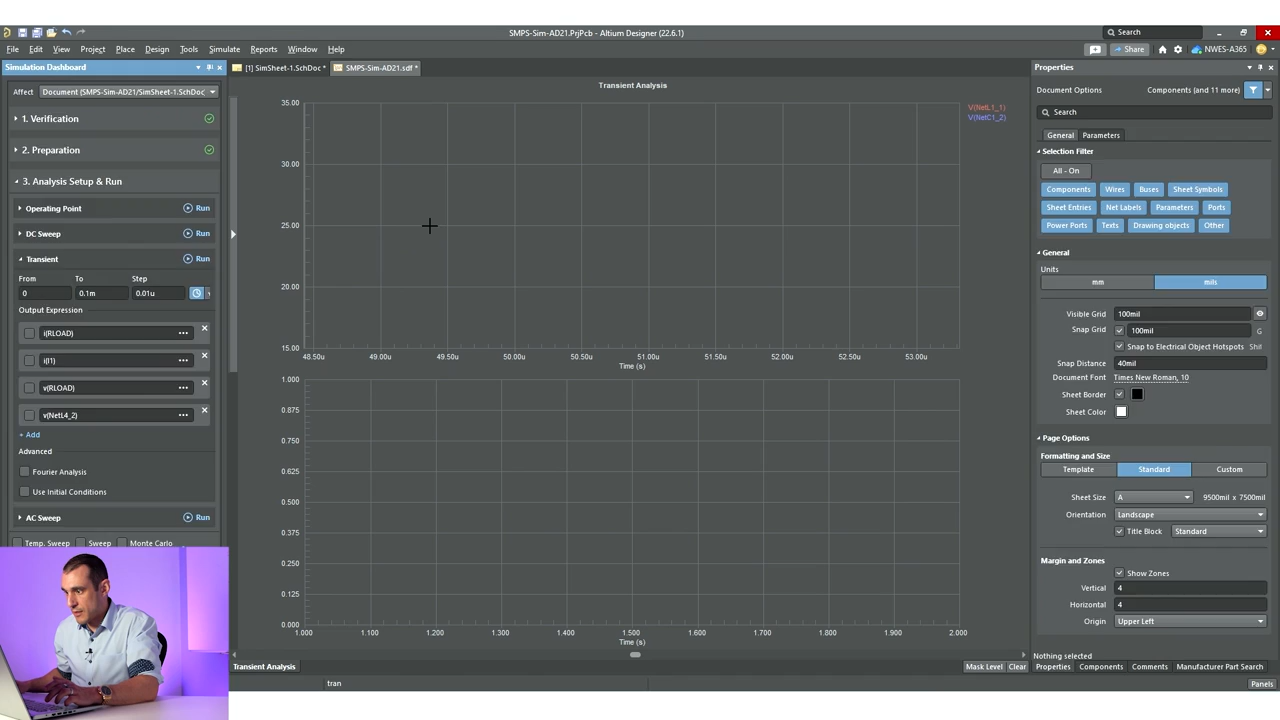 SMPS-Sim-AD21.PrjPcb - Altium Designer (22.6.1)
Search
File Edit View Project Place Design Tools Simulate Reports Window Help
Share
NWES-A365
Simulation Dashboard
[1] SimSheet-1.SchDoc *
SMPS-Sim-AD21.sdf *
Properties
Affect Document (SMPS-Sim-AD21/SimSheet-1.SchDoc)
1. Verification
2. Preparation
3. Analysis Setup & Run
Operating Point Run
DC Sweep Run
Transient Run
From To Step
0 0.1m 0.01u
Output Expression
i(RLOAD) •••
i(I1) •••
v(RLOAD) •••
v(NetL4_2) •••
+ Add
Advanced
Fourier Analysis
Use Initial Conditions
AC Sweep Run
Temp. Sweep Sweep Monte Carlo
Transient Analysis
V(NetL1_1)
V(NetC1_2)
35.00
30.00
25.00
20.00
15.00
48.50u 49.00u 49.50u 50.00u 50.50u 51.00u 51.50u 52.00u 52.50u 53.00u
Time (s)
1.000
0.875
0.750
0.625
0.500
0.375
0.250
0.125
0.000
1.000 1.100 1.200 1.300 1.400 1.500 1.600 1.700 1.800 1.900 2.000
Time (s)
Transient Analysis
Mask Level Clear
tran
Document Options Components (and 11 more)
Search
General Parameters
Selection Filter
All - On
Components Wires Buses Sheet Symbols
Sheet Entries Net Labels Parameters Ports
Power Ports Texts Drawing objects Other
General
Units
mm mils
Visible Grid 100mil
Snap Grid 100mil G
Snap to Electrical Object Hotspots Shif
Snap Distance 40mil
Document Font Times New Roman, 10
Sheet Border
Sheet Color
Page Options
Formatting and Size
Template Standard Custom
Sheet Size A 9500mil x 7500mil
Orientation Landscape
Title Block Standard
Margin and Zones
Show Zones
Vertical 4
Horizontal 4
Origin Upper Left
Nothing selected
Properties Components Comments Manufacturer Part Search
Panels